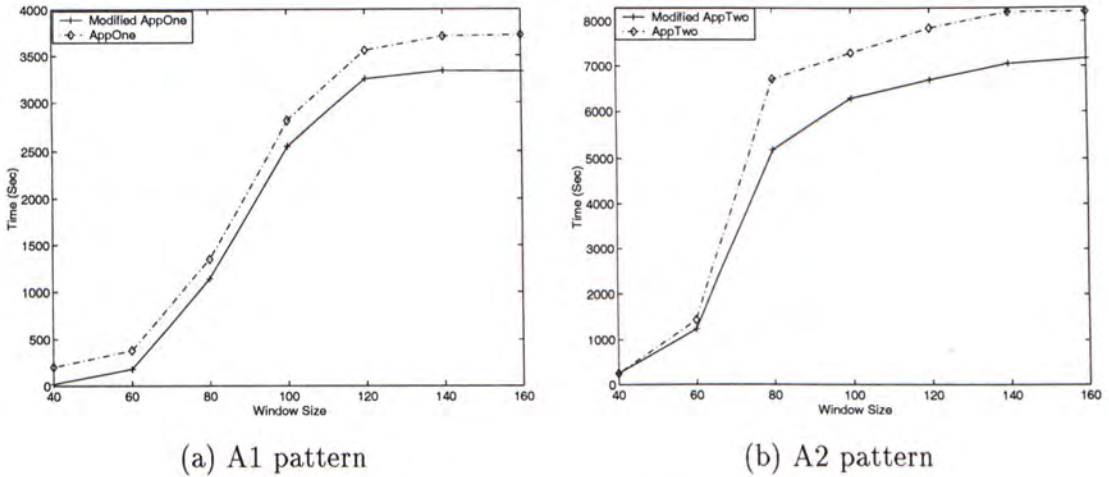 4000
3500
3000
2500
2000
1500
1000
500
0
Time (Sec)
Modified AppOne
AppOne
40 60 80 100 120 140 160
Window Size
(a) A1 pattern
8000
7000
6000
5000
4000
3000
2000
1000
0
Time (Sec)
Modified AppTwo
AppTwo
40 60 80 100 120 140 160
Window Size
(b) A2 pattern